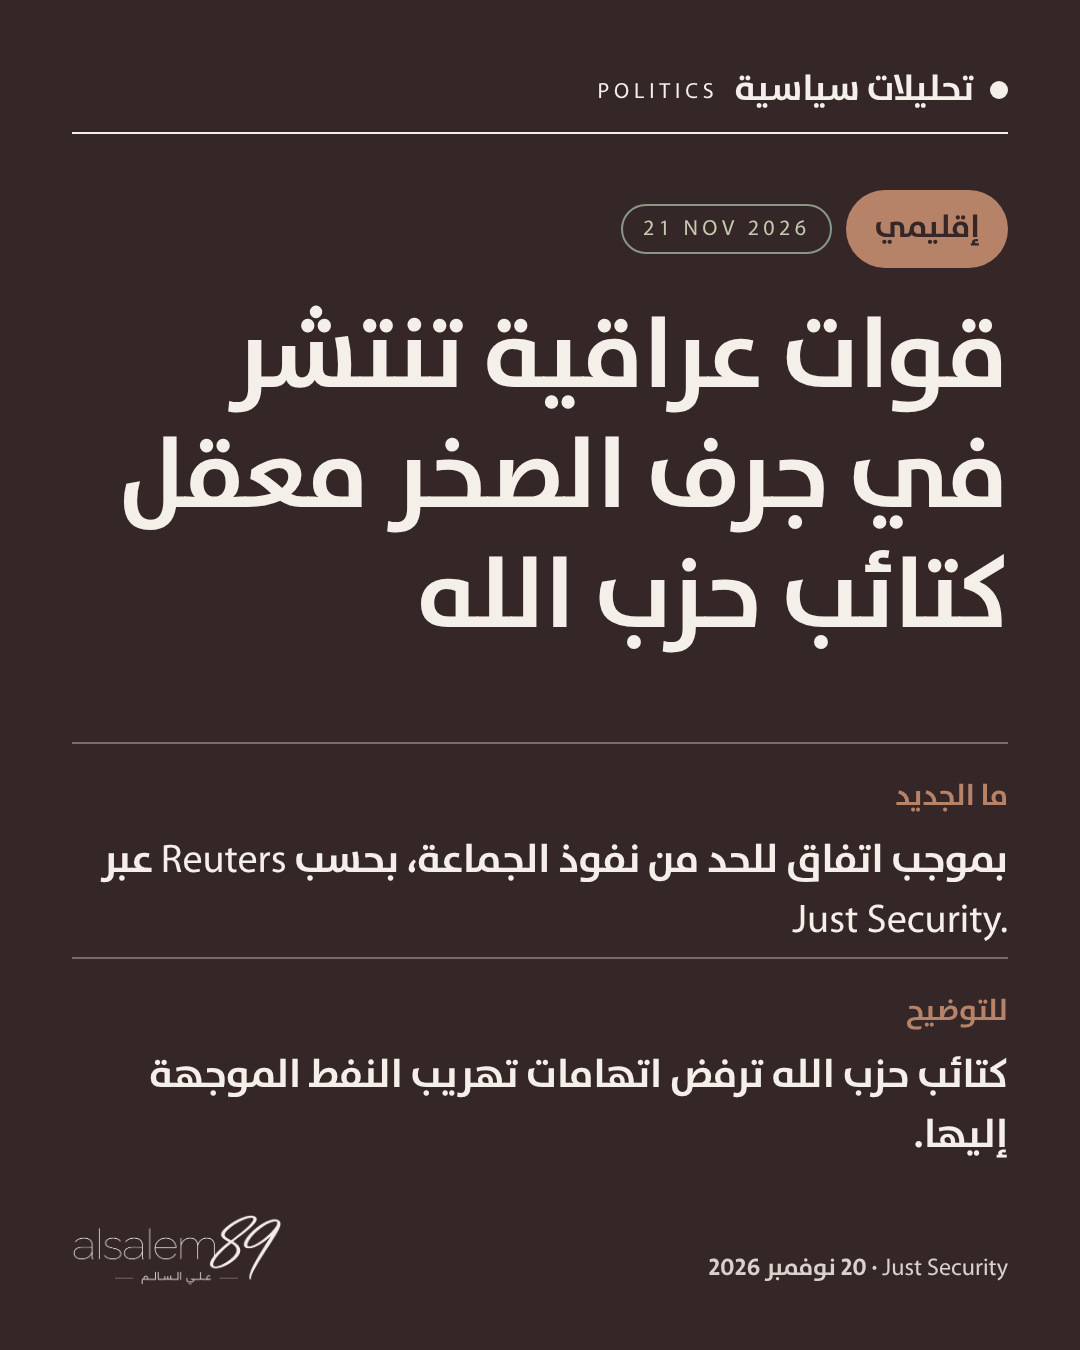 تحليلات سياسية POLITICS
إقليمي 21 NOV 2026
قوات عراقية تنتشر
في جرف الصخر معقل
كتائب حزب الله
ما الجديد
بموجب اتفاق للحد من نفوذ الجماعة، بحسب Reuters عبر
Just Security.
للتوضيح
كتائب حزب الله ترفض اتهامات تهريب النفط الموجهة
إليها.
Just Security · 20 نوفمبر 2026
alsalem89
علي السالم